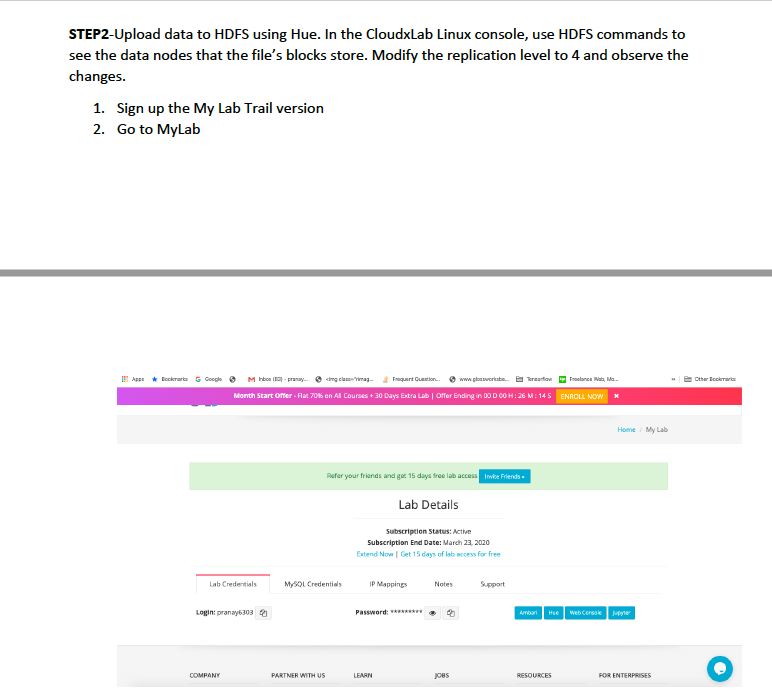 STEP2-Upload data to HDFS using Hue. In the CloudxLab Linux console, use HDFS commands to
see the data nodes that the file's blocks store. Modify the replication level to 4 and observe the
changes.
1. Sign up the My Lab Trail version
2. Go to MyLab
Apps Bookmarks Google Inbox (83) - pranay... <img class="rimag... Frequent Question... www.glossworksbo... Tensorflow Freelance Web, Mo... » Other Bookmarks
Month Start Offer - Flat 70% on All Courses + 30 Days Extra Lab | Offer Ending in 00 D 00 H : 26 M : 14 S ENROLL NOW ×
Home / My Lab
Refer your friends and get 15 days free lab access Invite Friends »
Lab Details
Subscription Status: Active
Subscription End Date: March 23, 2020
Extend Now | Get 15 days of lab access for free
Lab Credentials MySQL Credentials IP Mappings Notes Support
Login: pranay6303 Password: ********* Ambari Hue Web Console Jupyter
COMPANY PARTNER WITH US LEARN JOBS RESOURCES FOR ENTERPRISES